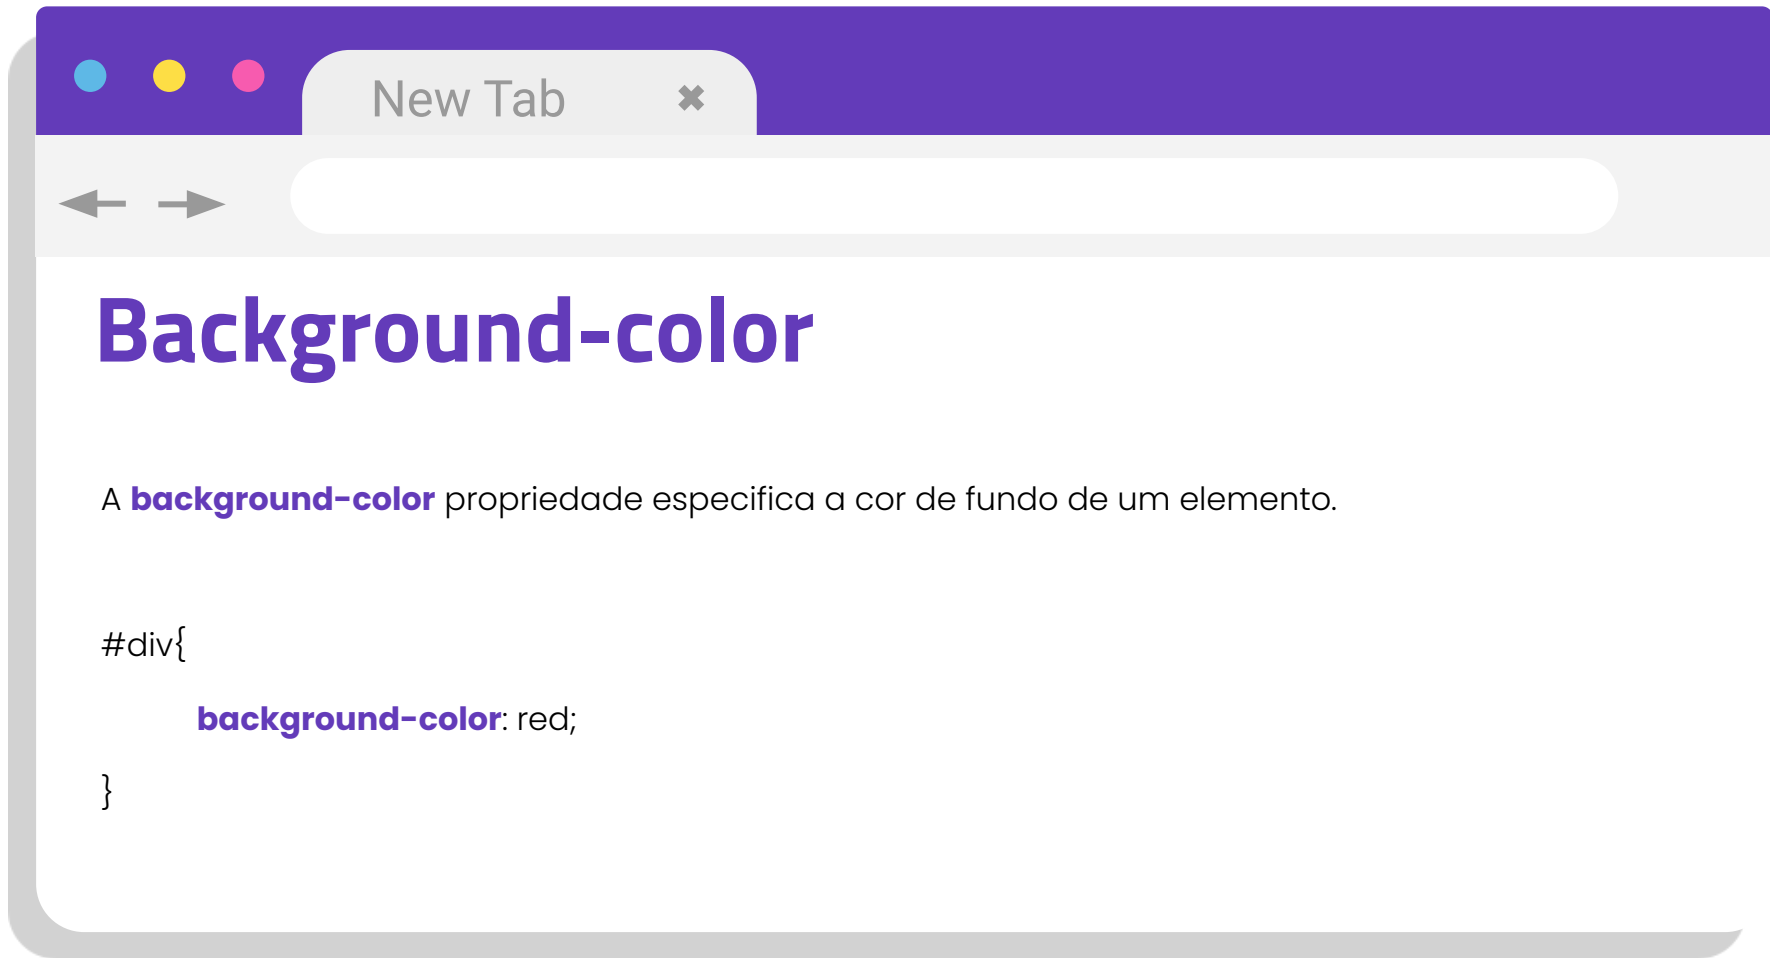 New Tab ✖
Background-color
A background-color propriedade especifica a cor de fundo de um elemento.
#div{
background-color: red;
}